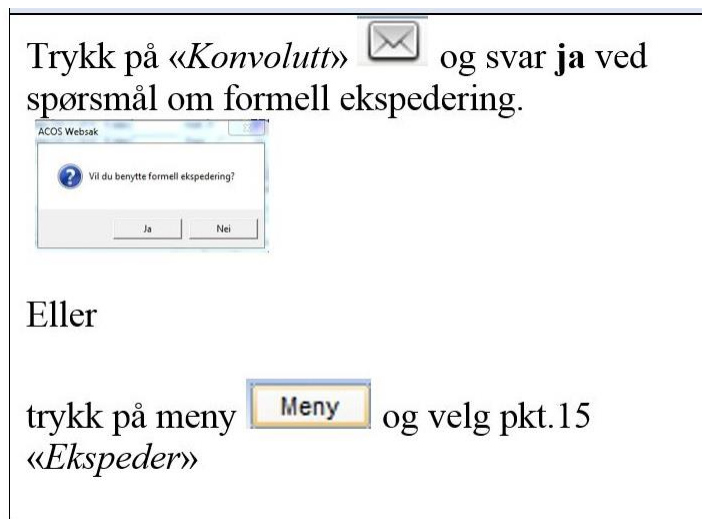 Trykk på «Konvolutt» og svar ja ved
spørsmål om formell ekspedering.
ACOS Websak
Vil du benytte formell ekspedering?
Ja Nei
Eller
trykk på meny Meny og velg pkt.15
«Ekspeder»